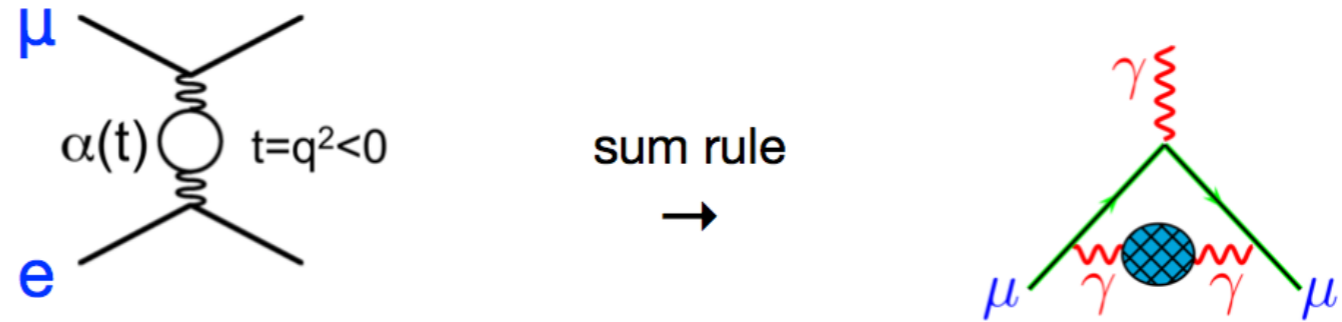 μ
α(t) t=q²<0
e
sum rule
→
γ
γ γ
μ μ